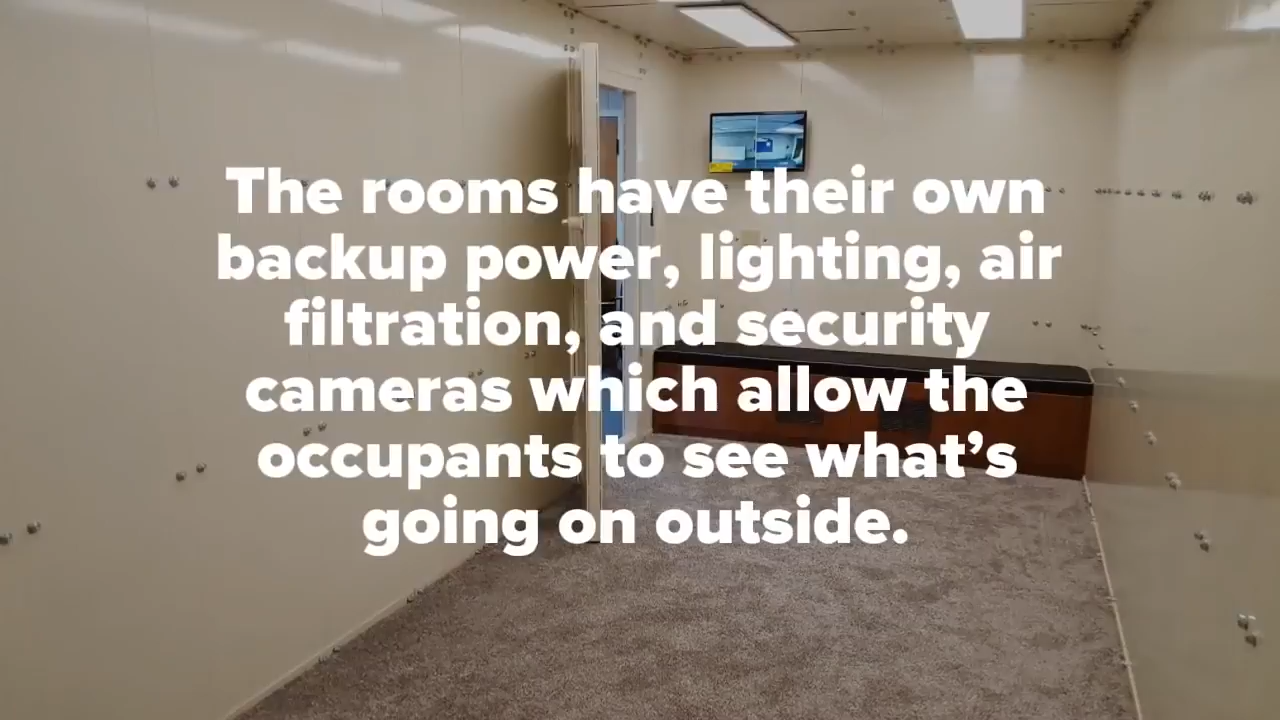 The rooms have their own
backup power, lighting, air
filtration, and security
cameras which allow the
occupants to see what’s
going on outside.